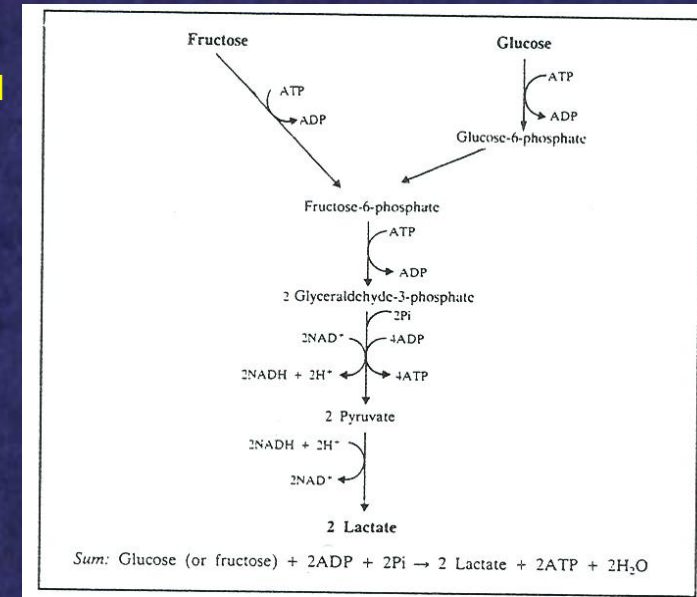 Fructose
Glucose
ATP
ADP
ATP
ADP
Glucose-6-phosphate
Fructose-6-phosphate
ATP
ADP
2 Glyceraldehyde-3-phosphate
2Pi
2NAD⁺
4ADP
2NADH + 2H⁺
4ATP
2 Pyruvate
2NADH + 2H⁺
2NAD⁺
2 Lactate
Sum: Glucose (or fructose) + 2ADP + 2Pi → 2 Lactate + 2ATP + 2H₂O